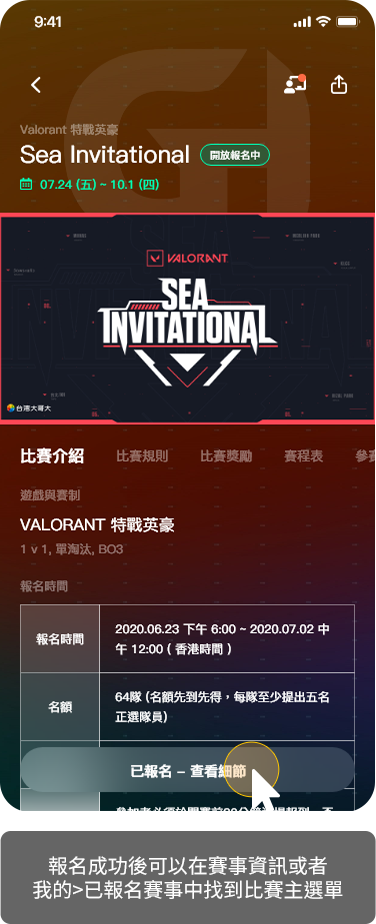 9:41
Valorant 特戰英豪
Sea Invitational 開放報名中
07.24 (五) ~ 10.1 (四)
VALORANT
SEA
INVITATIONAL
台灣大哥大
比賽介紹 比賽規則 比賽獎勵 賽程表 參賽
遊戲與賽制
VALORANT 特戰英豪
1 v 1, 單淘汰, BO3
報名時間
報名時間 2020.06.23 下午 6:00 ~ 2020.07.02 中
午 12:00 ( 香港時間 )
名額 64隊 (名額先到先得，每隊至少提出五名
正選隊員)
已報名 – 查看細節
報名成功後可以在賽事資訊或者
我的>已報名賽事中找到比賽主選單